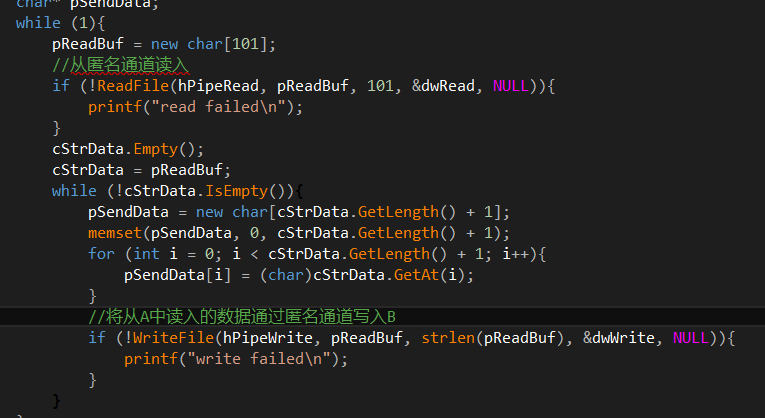 char* pSendData;
while (1){
pReadBuf = new char[101];
//从匿名通道读入
if (!ReadFile(hPipeRead, pReadBuf, 101, &dwRead, NULL)){
printf("read failed\n");
}
cStrData.Empty();
cStrData = pReadBuf;
while (!cStrData.IsEmpty()){
pSendData = new char[cStrData.GetLength() + 1];
memset(pSendData, 0, cStrData.GetLength() + 1);
for (int i = 0; i < cStrData.GetLength() + 1; i++){
pSendData[i] = (char)cStrData.GetAt(i);
}
//将从A中读入的数据通过匿名通道写入B
if (!WriteFile(hPipeWrite, pReadBuf, strlen(pReadBuf), &dwWrite, NULL)){
printf("write failed\n");
}
}